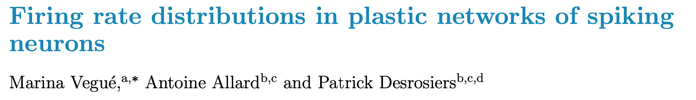 Firing rate distributions in plastic networks of spiking
neurons
Marina Vegué,ᵃ,* Antoine Allardᵇ,ᶜ and Patrick Desrosiersᵇ,ᶜ,ᵈ